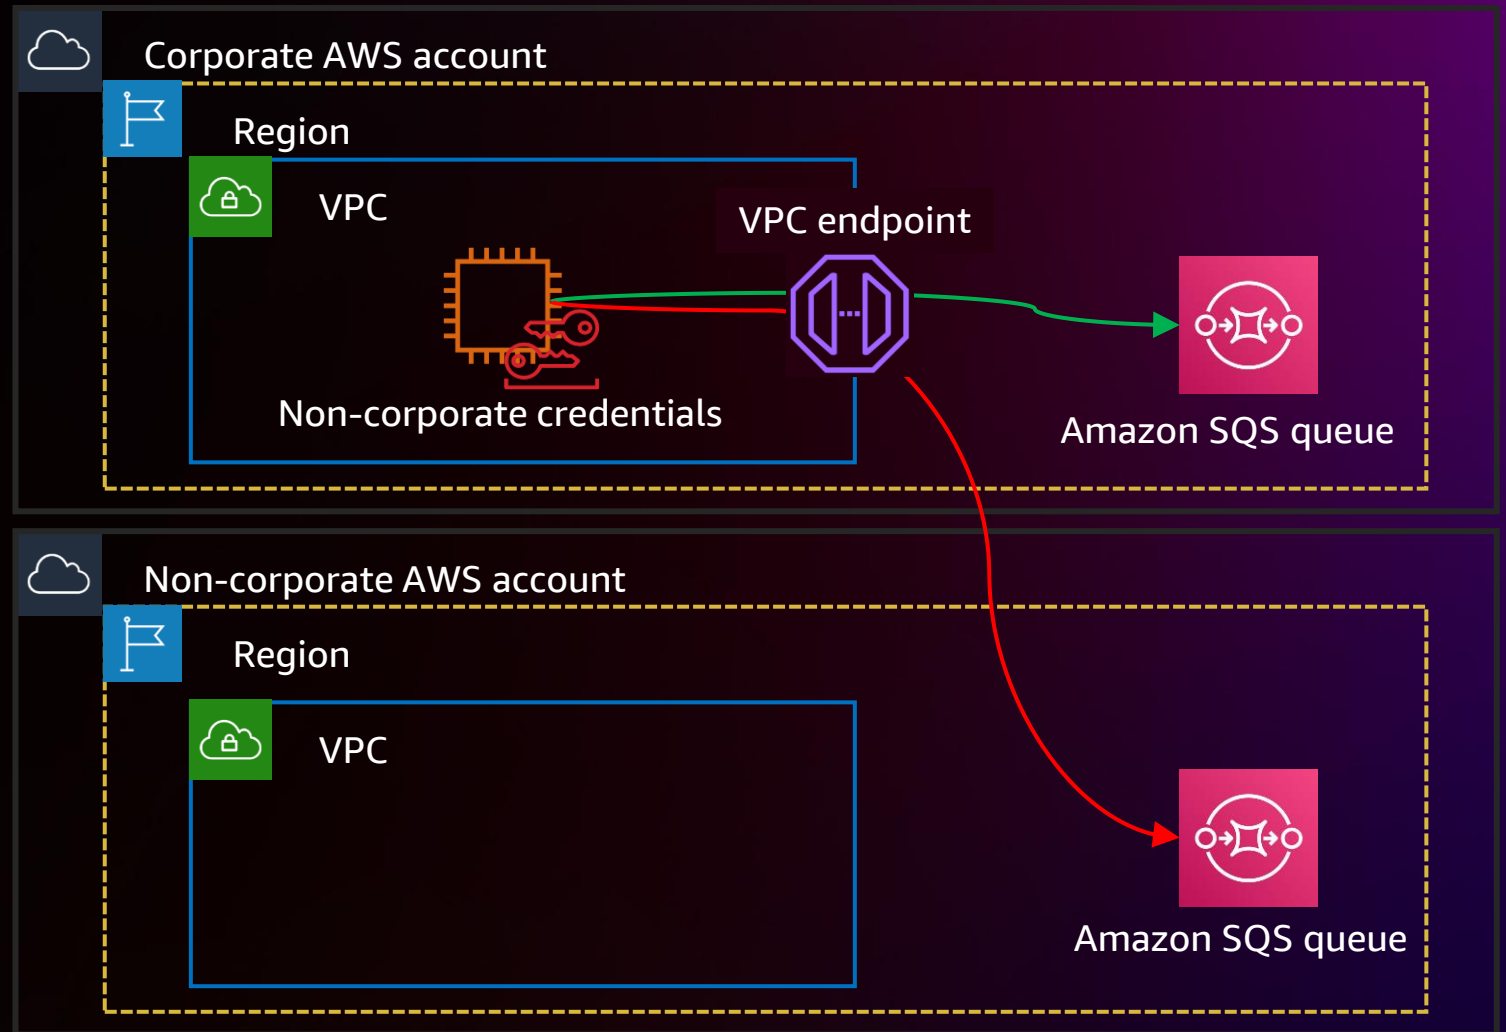 Corporate AWS account
Region
VPC
VPC endpoint
Non-corporate credentials
Amazon SQS queue
Non-corporate AWS account
Region
VPC
Amazon SQS queue